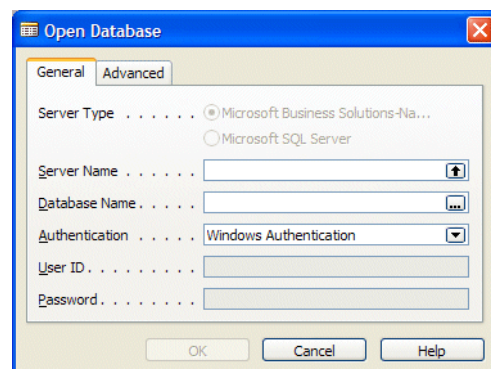 Open Database
General Advanced
Server Type . . . . . . Microsoft Business Solutions-Na...
Microsoft SQL Server
Server Name . . . . . .
Database Name . . . . . ...
Authentication . . . . . Windows Authentication
User ID . . . . . . . . .
Password . . . . . . . .
OK Cancel Help